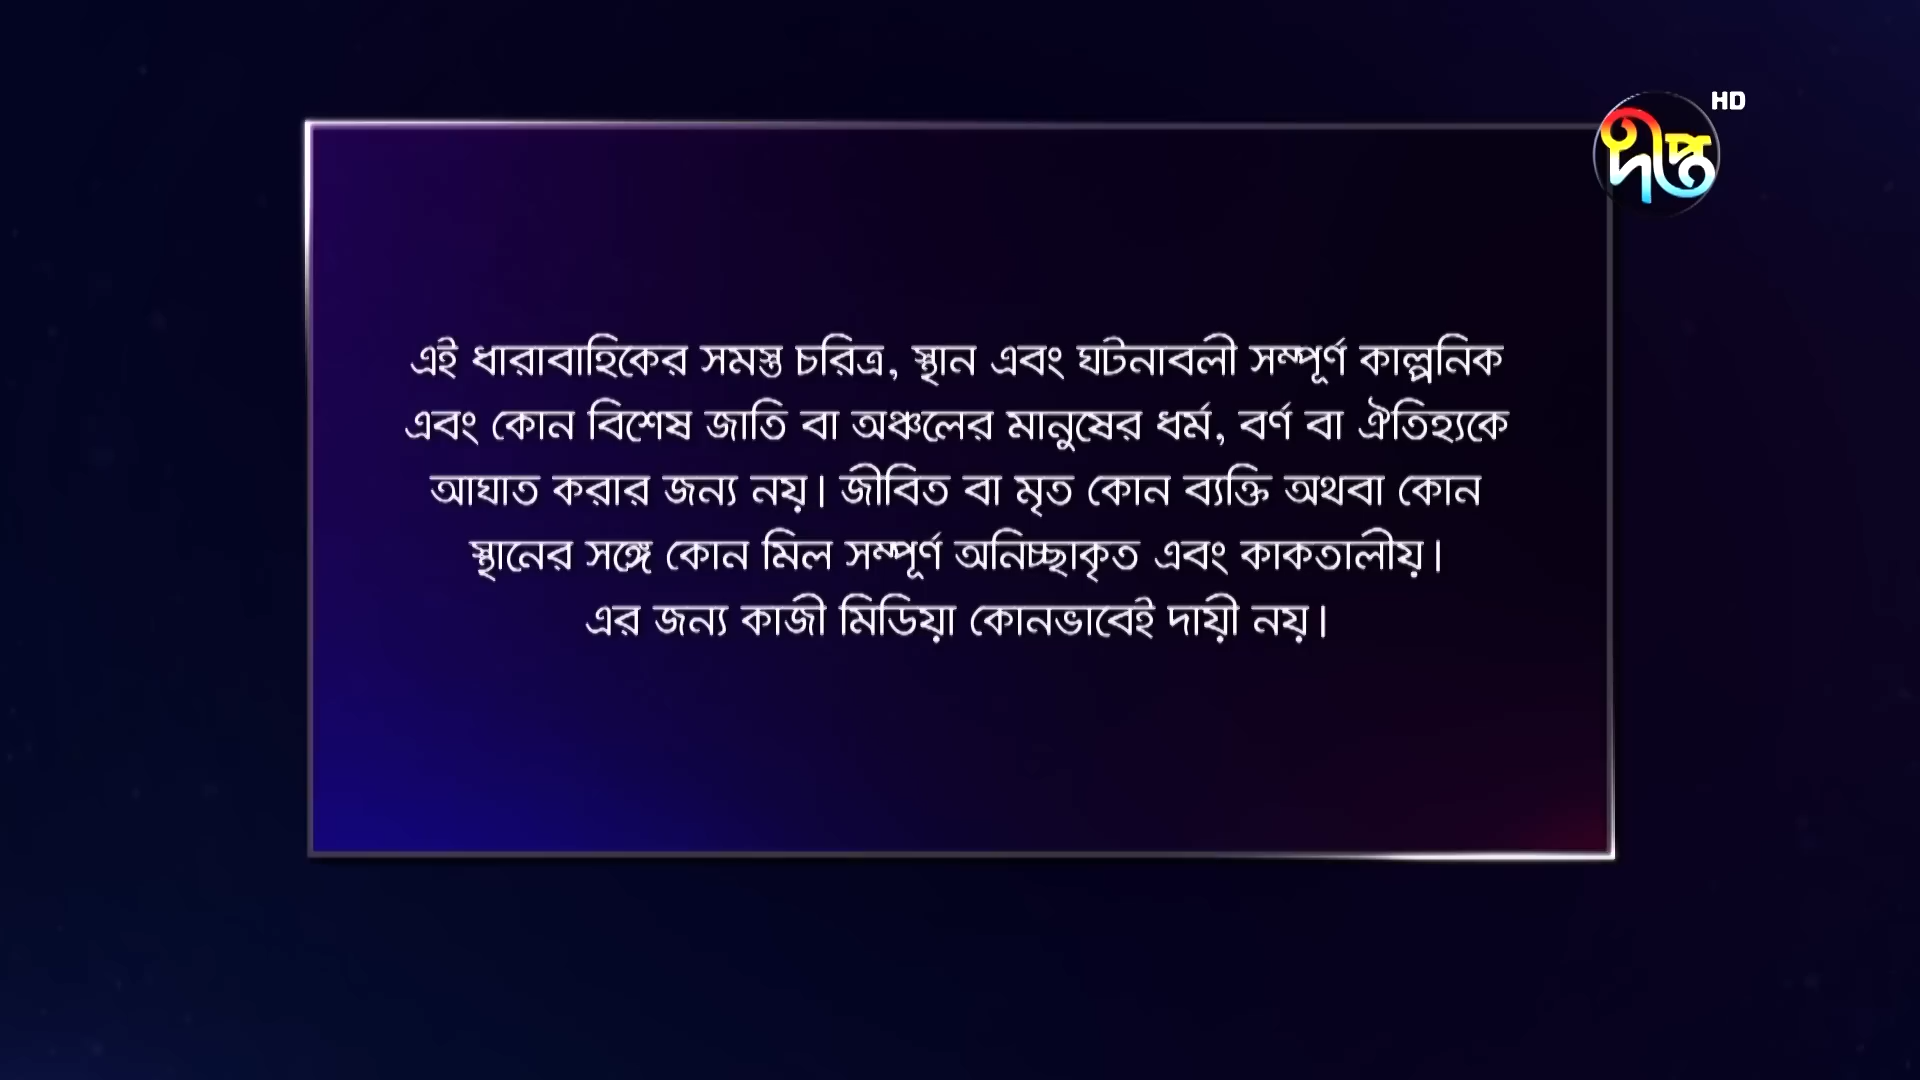 HD
দীপ্ত
এই ধারাবাহিকের সমস্ত চরিত্র, স্থান এবং ঘটনাবলী সম্পূর্ণ কাল্পনিক
এবং কোন বিশেষ জাতি বা অঞ্চলের মানুষের ধর্ম, বর্ণ বা ঐতিহ্যকে
আঘাত করার জন্য নয়। জীবিত বা মৃত কোন ব্যক্তি অথবা কোন
স্থানের সঙ্গে কোন মিল সম্পূর্ণ অনিচ্ছাকৃত এবং কাকতালীয়।
এর জন্য কাজী মিডিয়া কোনভাবেই দায়ী নয়।